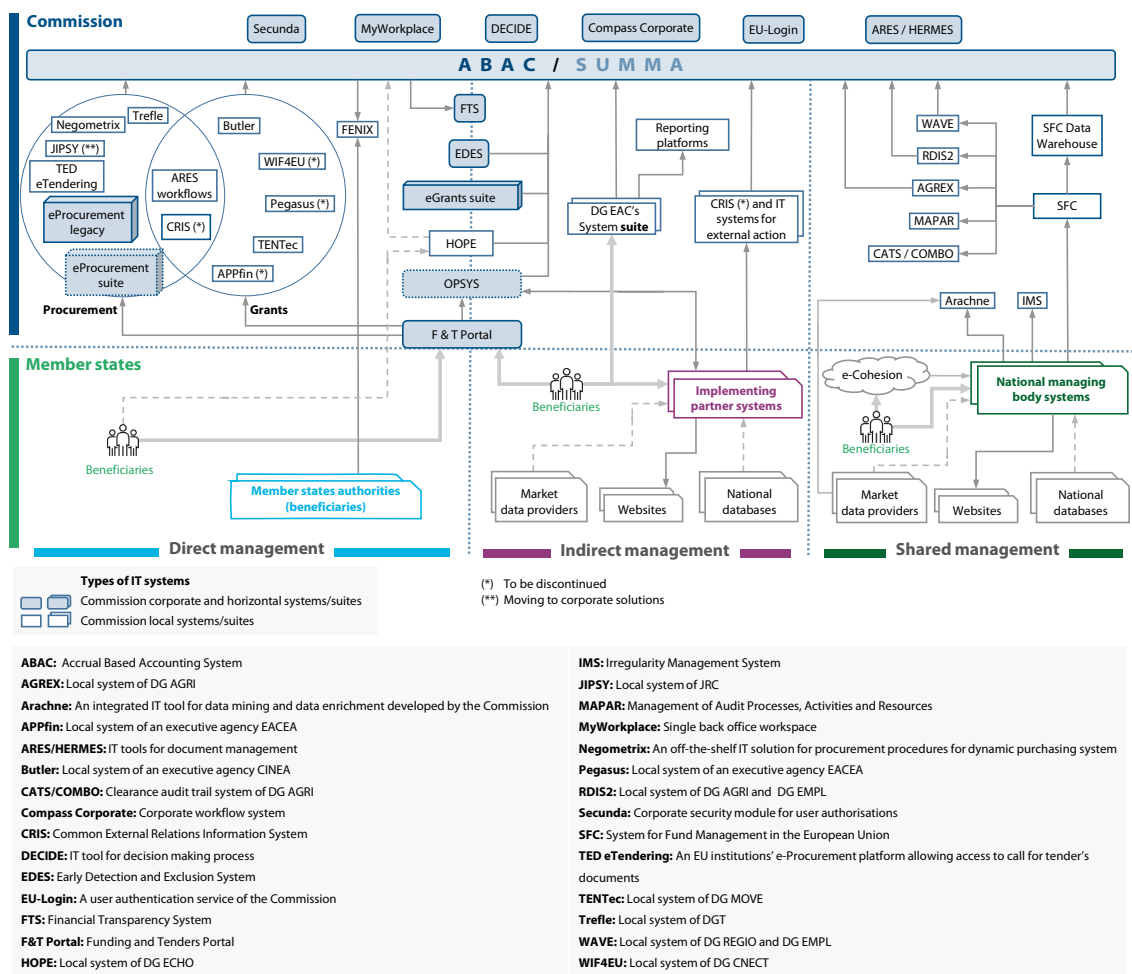 Commission
Secunda
MyWorkplace
DECIDE
Compass Corporate
EU-Login
ARES / HERMES
ABAC / SUMMA
Negometrix
Trefle
JIPSY (**)
TED
eTendering
eProcurement
legacy
eProcurement
suite
Procurement
ARES
workflows
CRIS (*)
Butler
WIF4EU (*)
Pegasus (*)
TENTec
APPfin (*)
Grants
FENIX
FTS
EDES
eGrants suite
HOPE
OPSYS
F & T Portal
Reporting
platforms
DG EAC's
System suite
CRIS (*) and IT
systems for
external action
WAVE
RDIS2
AGREX
MAPAR
CATS / COMBO
SFC Data
Warehouse
SFC
Arachne
IMS
Member states
Beneficiaries
Member states authorities
(beneficiaries)
Beneficiaries
Implementing
partner systems
Market
data providers
Websites
National
databases
e-Cohesion
Beneficiaries
National managing
body systems
Market
data providers
Websites
National
databases
Direct management
Indirect management
Shared management
Types of IT systems
Commission corporate and horizontal systems/suites
Commission local systems/suites
(*) To be discontinued
(**) Moving to corporate solutions
ABAC: Accrual Based Accounting System
AGREX: Local system of DG AGRI
Arachne: An integrated IT tool for data mining and data enrichment developed by the Commission
APPfin: Local system of an executive agency EACEA
ARES/HERMES: IT tools for document management
Butler: Local system of an executive agency CINEA
CATS/COMBO: Clearance audit trail system of DG AGRI
Compass Corporate: Corporate workflow system
CRIS: Common External Relations Information System
DECIDE: IT tool for decision making process
EDES: Early Detection and Exclusion System
EU-Login: A user authentication service of the Commission
FTS: Financial Transparency System
F&T Portal: Funding and Tenders Portal
HOPE: Local system of DG ECHO
IMS: Irregularity Management System
JIPSY: Local system of JRC
MAPAR: Management of Audit Processes, Activities and Resources
MyWorkplace: Single back office workspace
Negometrix: An off-the-shelf IT solution for procurement procedures for dynamic purchasing system
Pegasus: Local system of an executive agency EACEA
RDIS2: Local system of DG AGRI and DG EMPL
Secunda: Corporate security module for user authorisations
SFC: System for Fund Management in the European Union
TED eTendering: An EU institutions' e-Procurement platform allowing access to call for tender's
documents
TENTec: Local system of DG MOVE
Trefle: Local system of DGT
WAVE: Local system of DG REGIO and DG EMPL
WIF4EU: Local system of DG CNECT